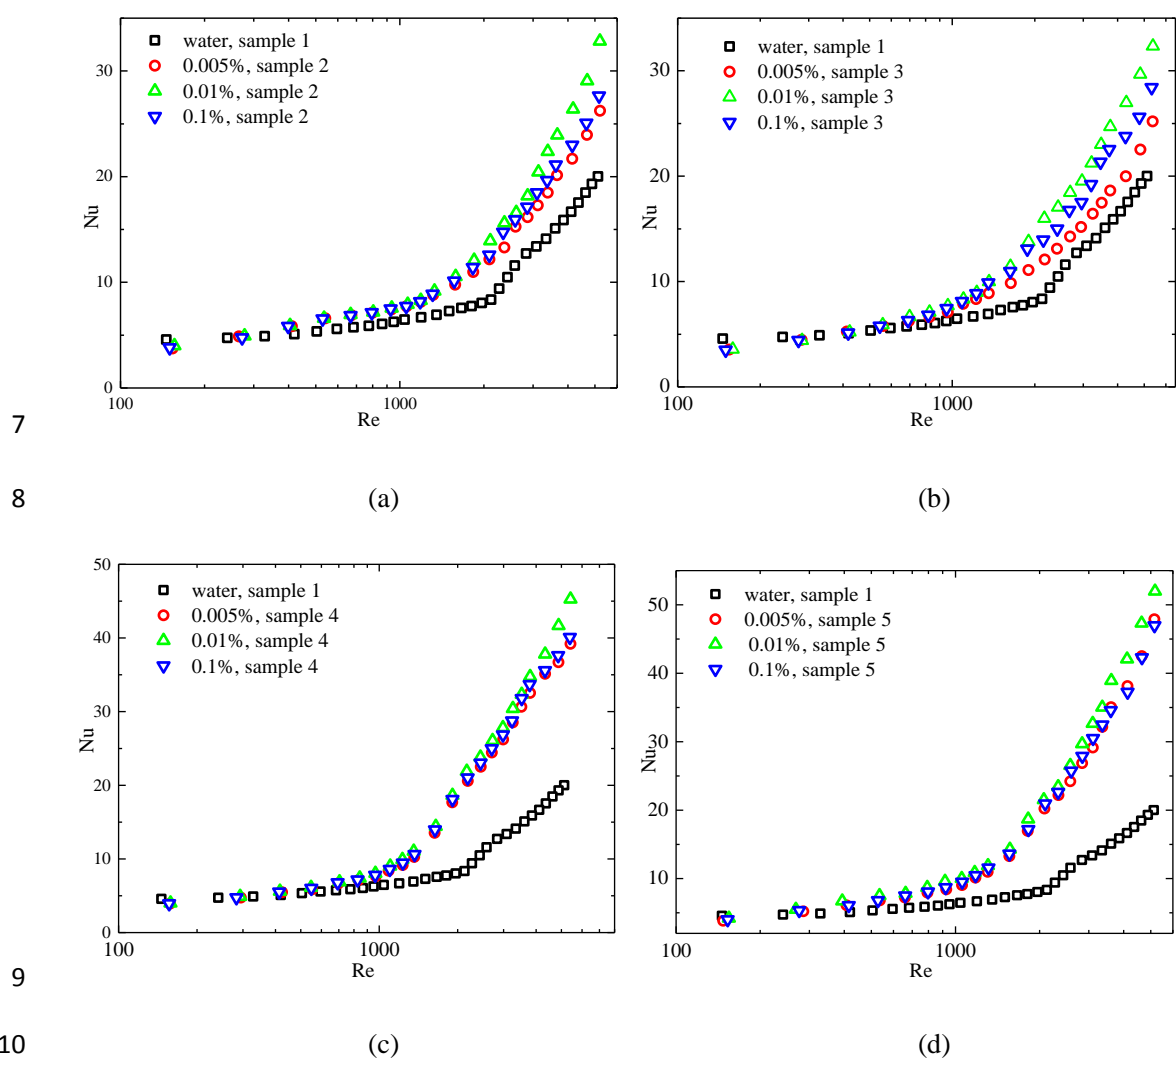 water, sample 1
0.005%, sample 2
0.01%, sample 2
0.1%, sample 2
30
20
10
0
Nu
100
1000
Re
water, sample 1
0.005%, sample 3
0.01%, sample 3
0.1%, sample 3
30
20
10
0
Nu
100
1000
Re
7
8
(a)
(b)
water, sample 1
0.005%, sample 4
0.01%, sample 4
0.1%, sample 4
50
40
30
20
10
0
Nu
100
1000
Re
water, sample 1
0.005%, sample 5
0.01%, sample 5
0.1%, sample 5
50
40
30
20
10
Nu
100
1000
Re
9
10
(c)
(d)